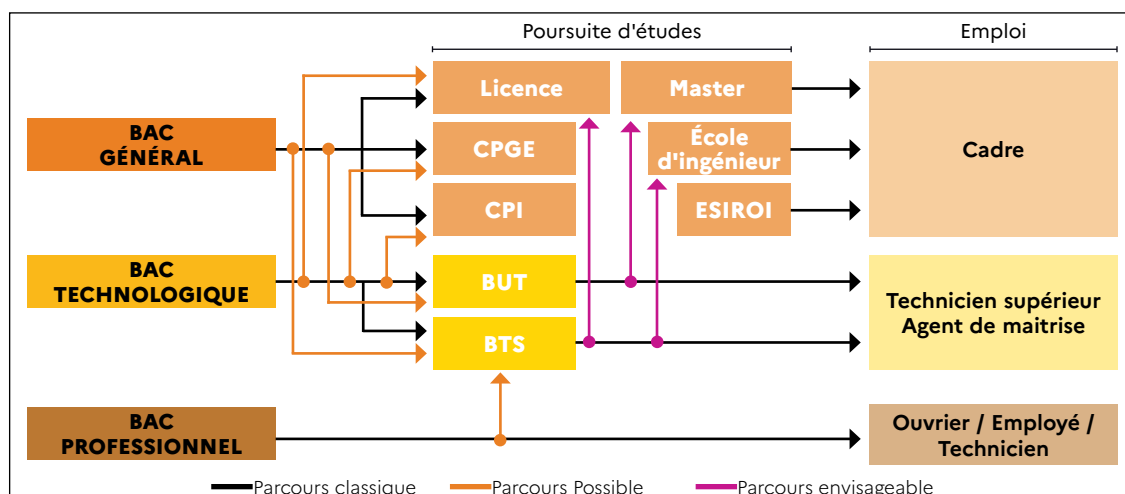 Poursuite d'études
Emploi
Licence
Master
BAC
GÉNÉRAL
CPGE
École
d'ingénieur
Cadre
CPI
ESIROI
BAC
TECHNOLOGIQUE
BUT
BTS
Technicien supérieur
Agent de maitrise
BAC
PROFESSIONNEL
Ouvrier / Employé /
Technicien
Parcours classique
Parcours Possible
Parcours envisageable